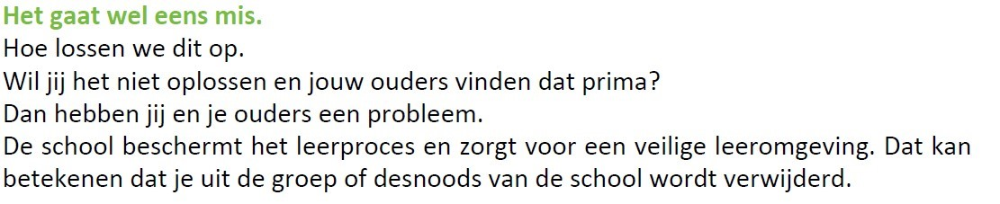 Het gaat wel eens mis.
Hoe lossen we dit op.
Wil jij het niet oplossen en jouw ouders vinden dat prima?
Dan hebben jij en je ouders een probleem.
De school beschermt het leerproces en zorgt voor een veilige leeromgeving. Dat kan
betekenen dat je uit de groep of desnoods van de school wordt verwijderd.